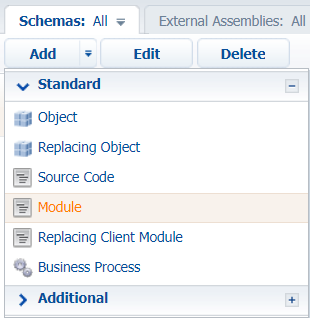 Schemas: All External Assemblies: All
Add Edit Delete
Standard
Object
Replacing Object
Source Code
Module
Replacing Client Module
Business Process
Additional